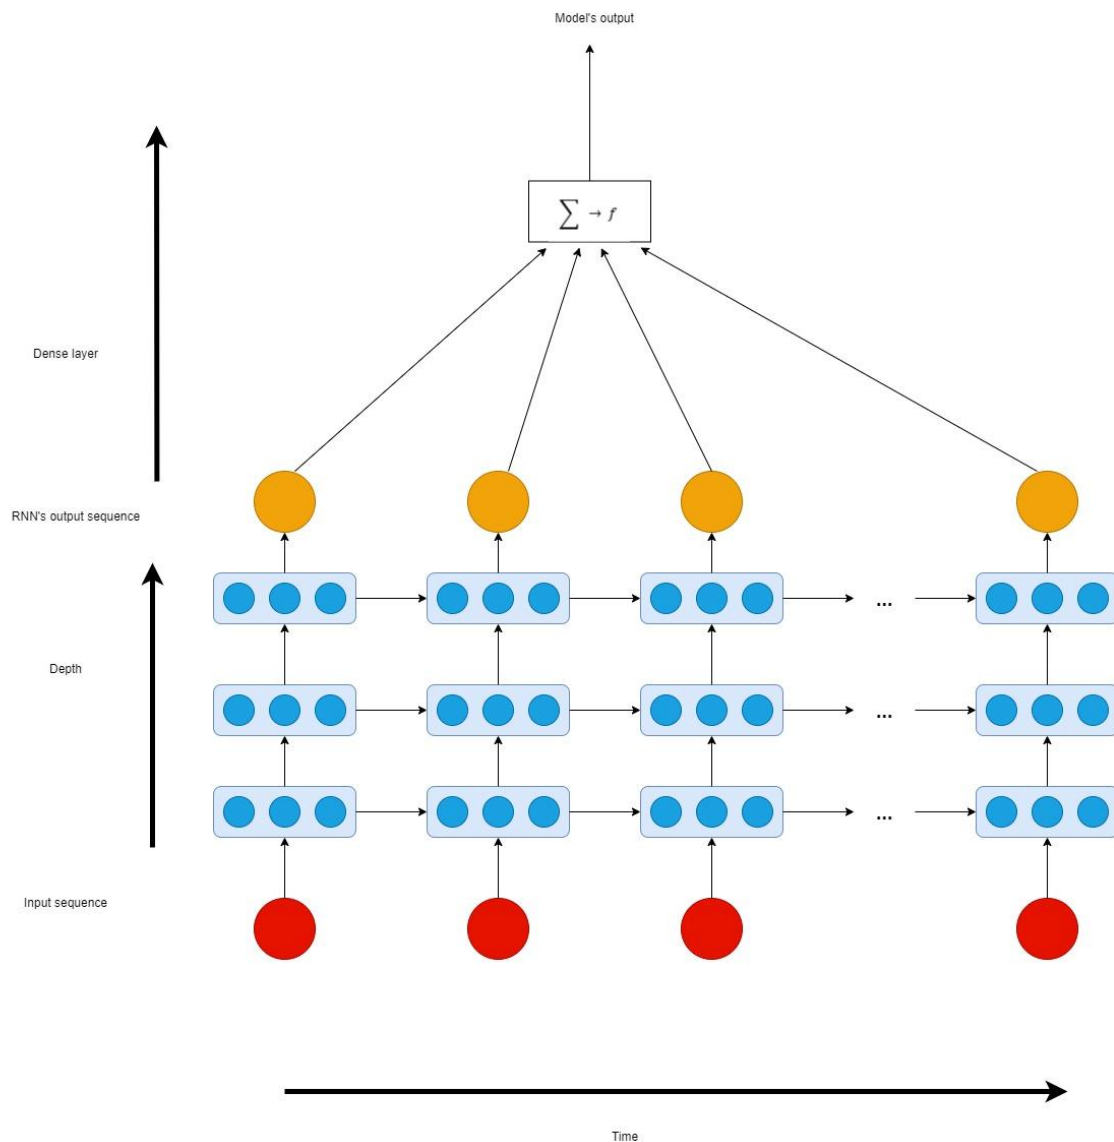 Model's output
∑ → f
Dense layer
RNN's output sequence
...
Depth
...
...
Input sequence
Time